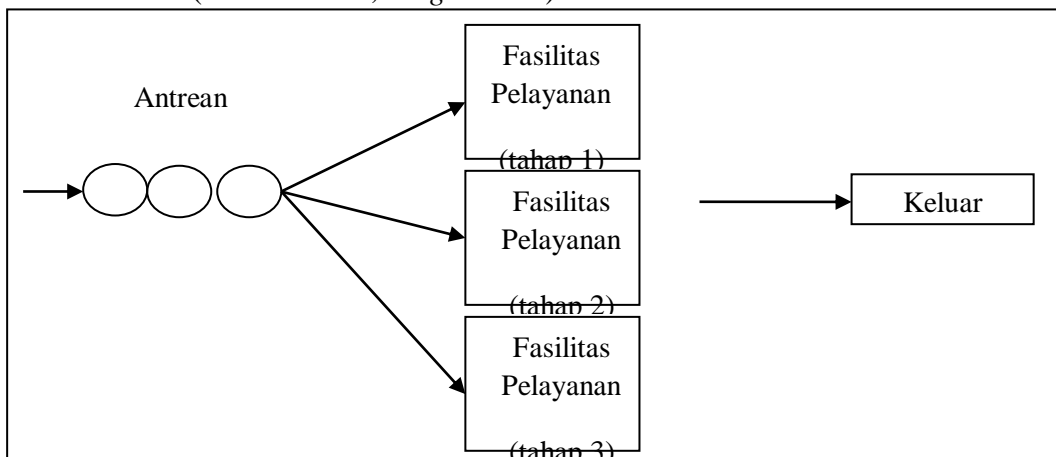 Fasilitas
Pelayanan
(tahap 1)
Antrean
Fasilitas
Pelayanan
(tahap 2)
Keluar
Fasilitas
Pelayanan
(tahap 3)